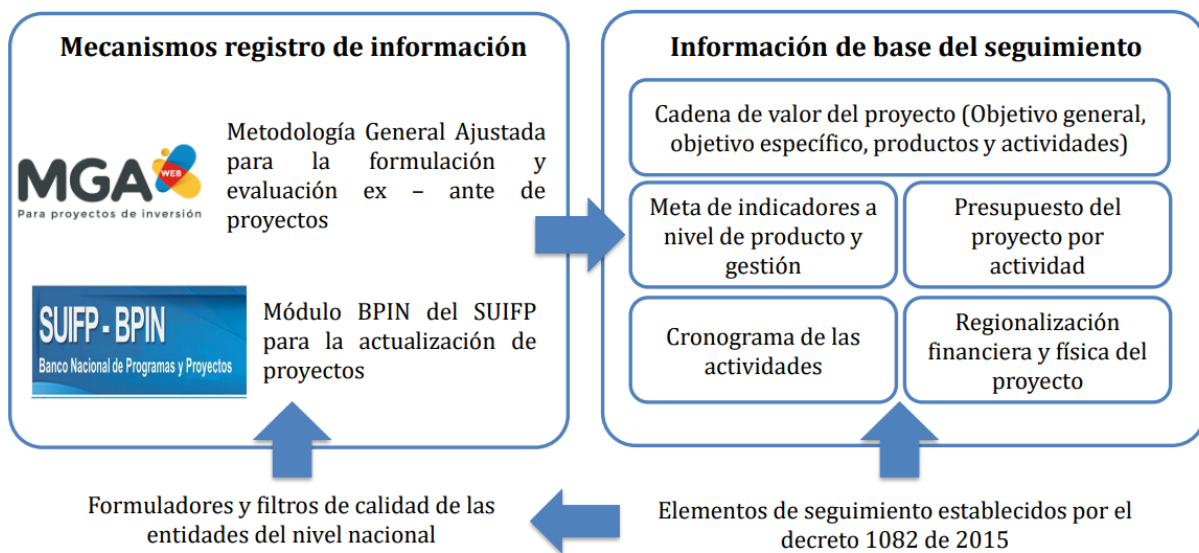 Mecanismos registro de información
MGA
WEB
Para proyectos de inversión
Metodología General Ajustada
para la formulación y
evaluación ex – ante de
proyectos
SUIFP - BPIN
Banco Nacional de Programas y Proyectos
Módulo BPIN del SUIFP
para la actualización de
proyectos
Información de base del seguimiento
Cadena de valor del proyecto (Objetivo general,
objetivo específico, productos y actividades)
Meta de indicadores a
nivel de producto y
gestión
Presupuesto del
proyecto por
actividad
Cronograma de las
actividades
Regionalización
financiera y física del
proyecto
Formuladores y filtros de calidad de las
entidades del nivel nacional
Elementos de seguimiento establecidos por el
decreto 1082 de 2015